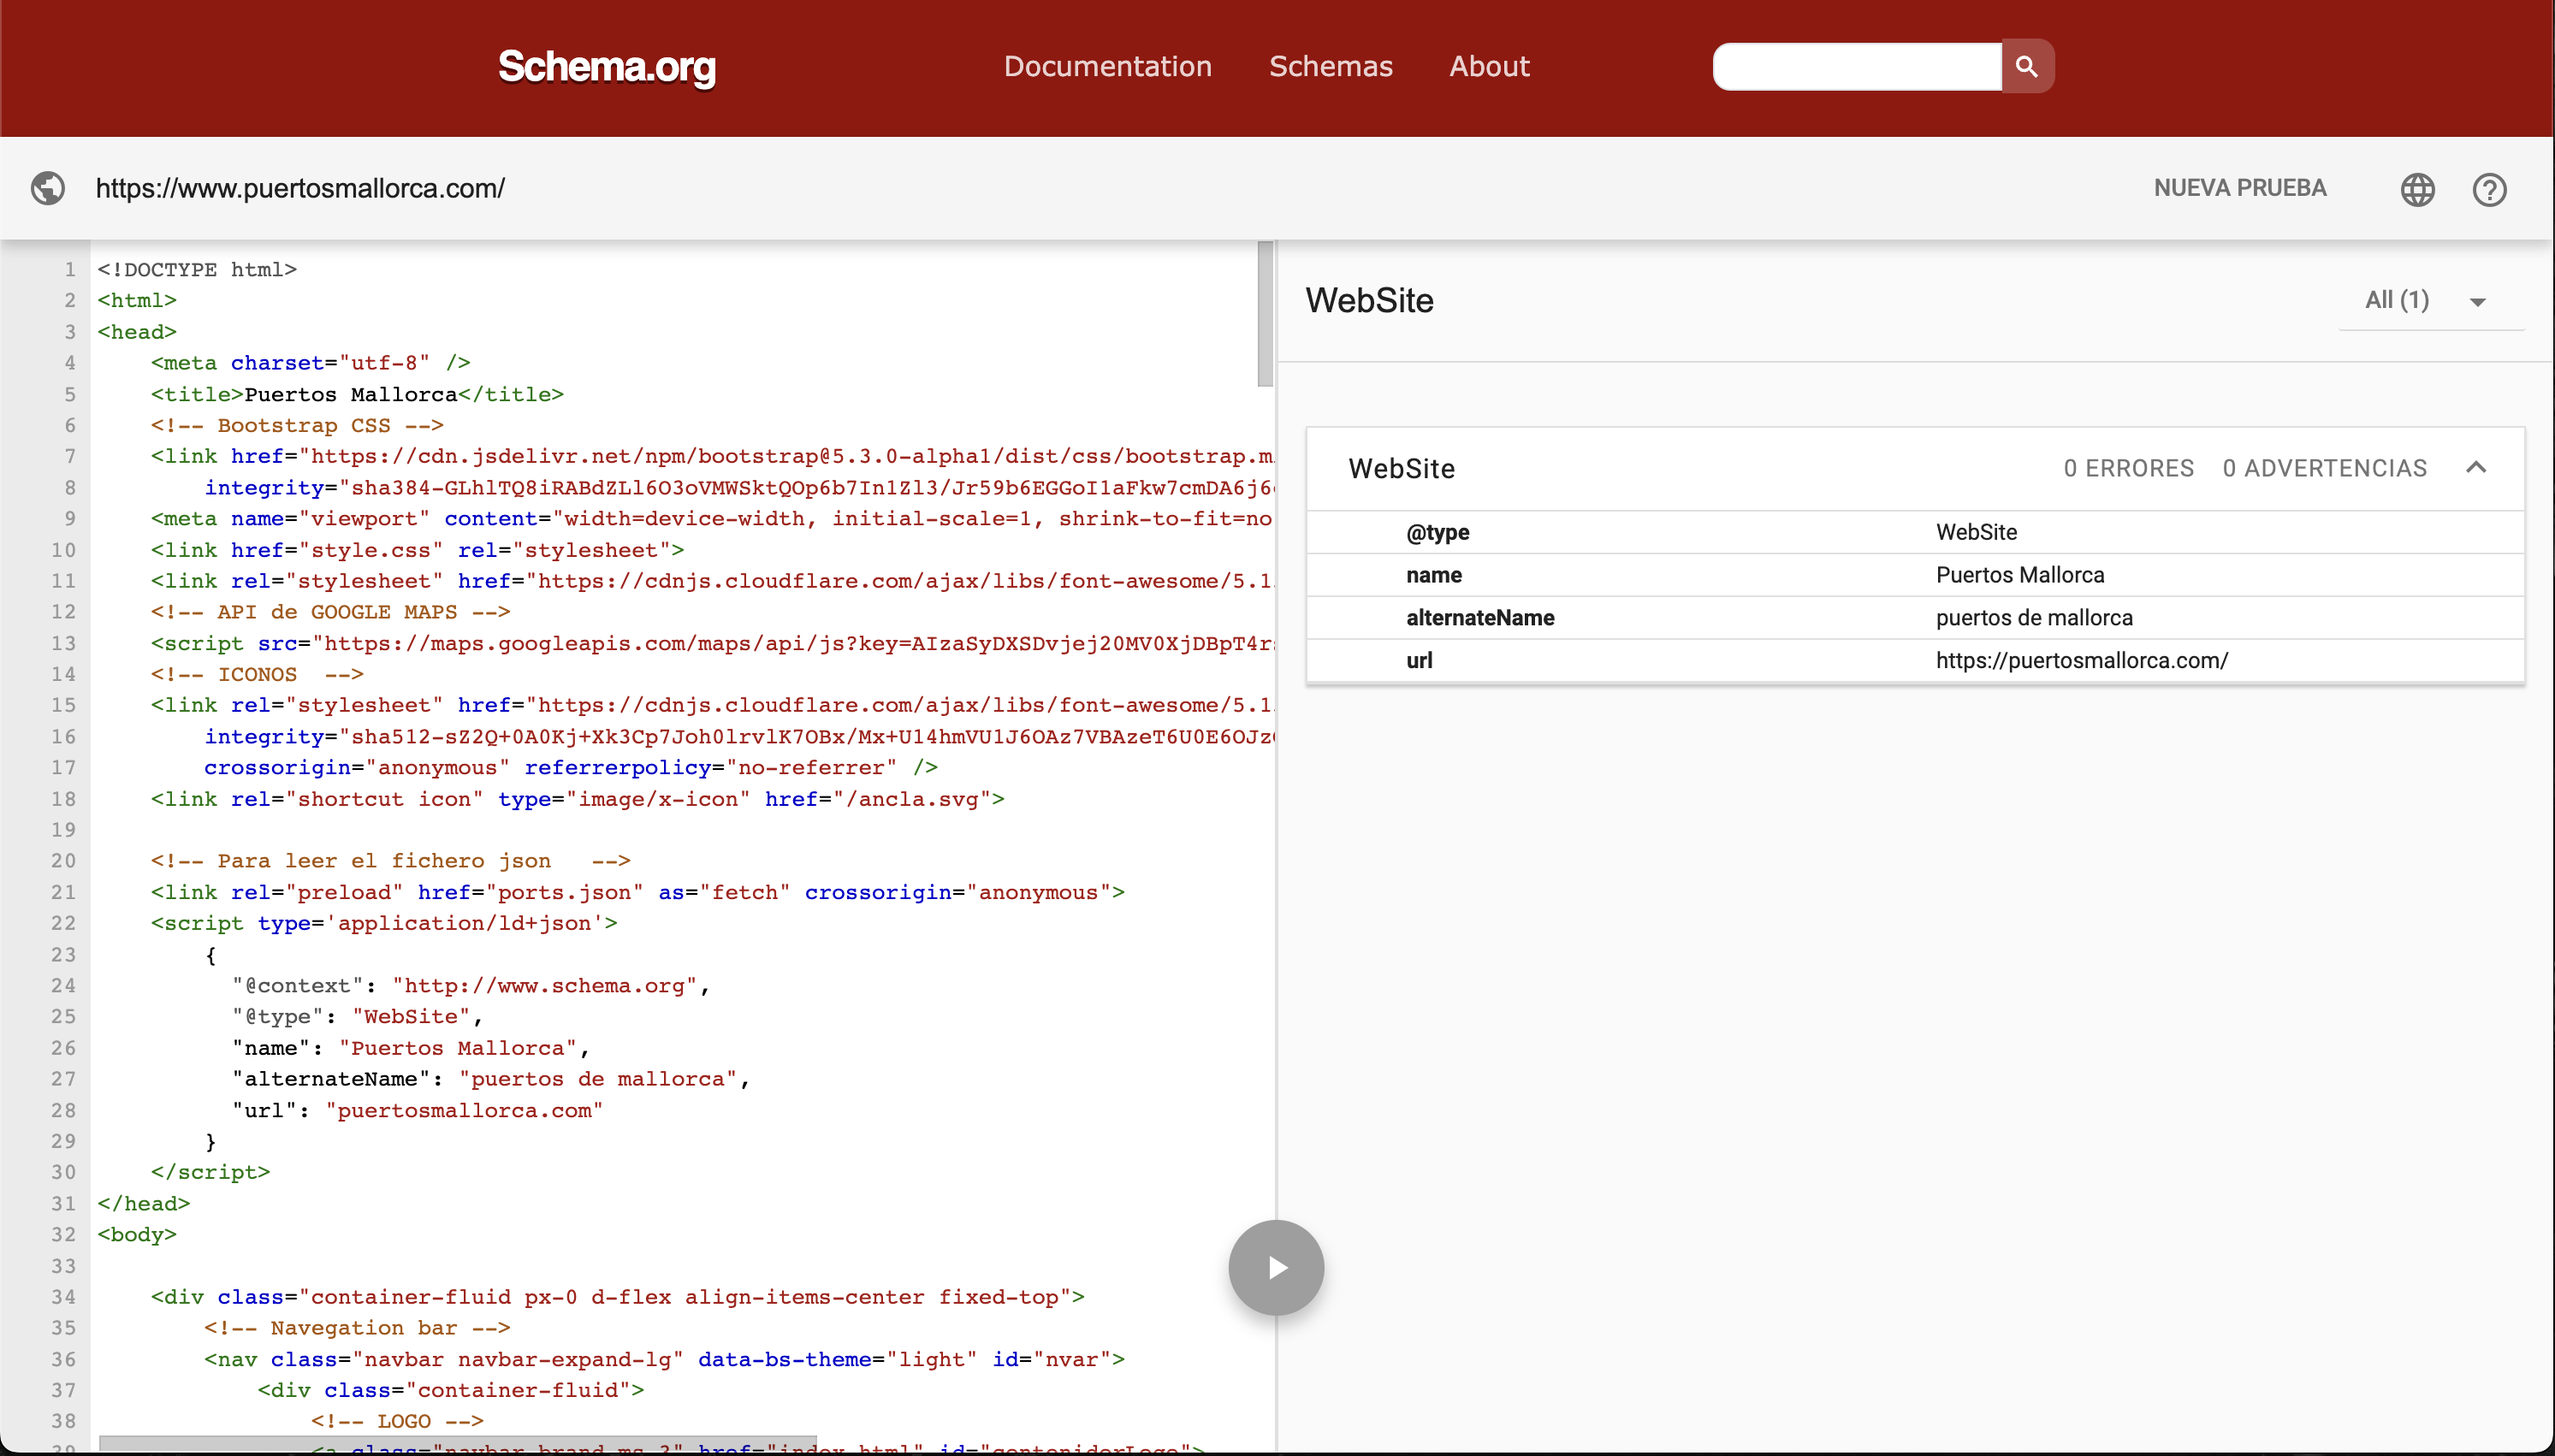 Schema.org
Documentation Schemas About
https://www.puertosmallorca.com/
NUEVA PRUEBA
1 <!DOCTYPE html>
2 <html>
3 <head>
4 <meta charset="utf-8" />
5 <title>Puertos Mallorca</title>
6 <!-- Bootstrap CSS -->
7 <link href="https://cdn.jsdelivr.net/npm/bootstrap@5.3.0-alpha1/dist/css/bootstrap.m
8 integrity="sha384-GLhlTQ8iRABdZLl6O3oVMWSktQOp6b7In1Zl3/Jr59b6EGGoI1aFkw7cmDA6j6
9 <meta name="viewport" content="width=device-width, initial-scale=1, shrink-to-fit=no
10 <link href="style.css" rel="stylesheet">
11 <link rel="stylesheet" href="https://cdnjs.cloudflare.com/ajax/libs/font-awesome/5.1
12 <!-- API de GOOGLE MAPS -->
13 <script src="https://maps.googleapis.com/maps/api/js?key=AIzaSyDXSDvjej20MV0XjDBpT4r
14 <!-- ICONOS -->
15 <link rel="stylesheet" href="https://cdnjs.cloudflare.com/ajax/libs/font-awesome/5.1
16 integrity="sha512-sZ2Q+0A0Kj+Xk3Cp7Joh0lrvlK7OBx/Mx+U14hmVU1J6OAz7VBAzeT6U0E6OJz
17 crossorigin="anonymous" referrerpolicy="no-referrer" />
18 <link rel="shortcut icon" type="image/x-icon" href="/ancla.svg">
19
20 <!-- Para leer el fichero json -->
21 <link rel="preload" href="ports.json" as="fetch" crossorigin="anonymous">
22 <script type='application/ld+json'>
23 {
24 "@context": "http://www.schema.org",
25 "@type": "WebSite",
26 "name": "Puertos Mallorca",
27 "alternateName": "puertos de mallorca",
28 "url": "puertosmallorca.com"
29 }
30 </script>
31 </head>
32 <body>
33
34 <div class="container-fluid px-0 d-flex align-items-center fixed-top">
35 <!-- Navegation bar -->
36 <nav class="navbar navbar-expand-lg" data-bs-theme="light" id="nvar">
37 <div class="container-fluid">
38 <!-- LOGO -->
39 <a class="navbar-brand ms-3" href="index.html" id="contenidorLogo">
WebSite
All (1)
WebSite 0 ERRORES 0 ADVERTENCIAS
@type WebSite
name Puertos Mallorca
alternateName puertos de mallorca
url https://puertosmallorca.com/